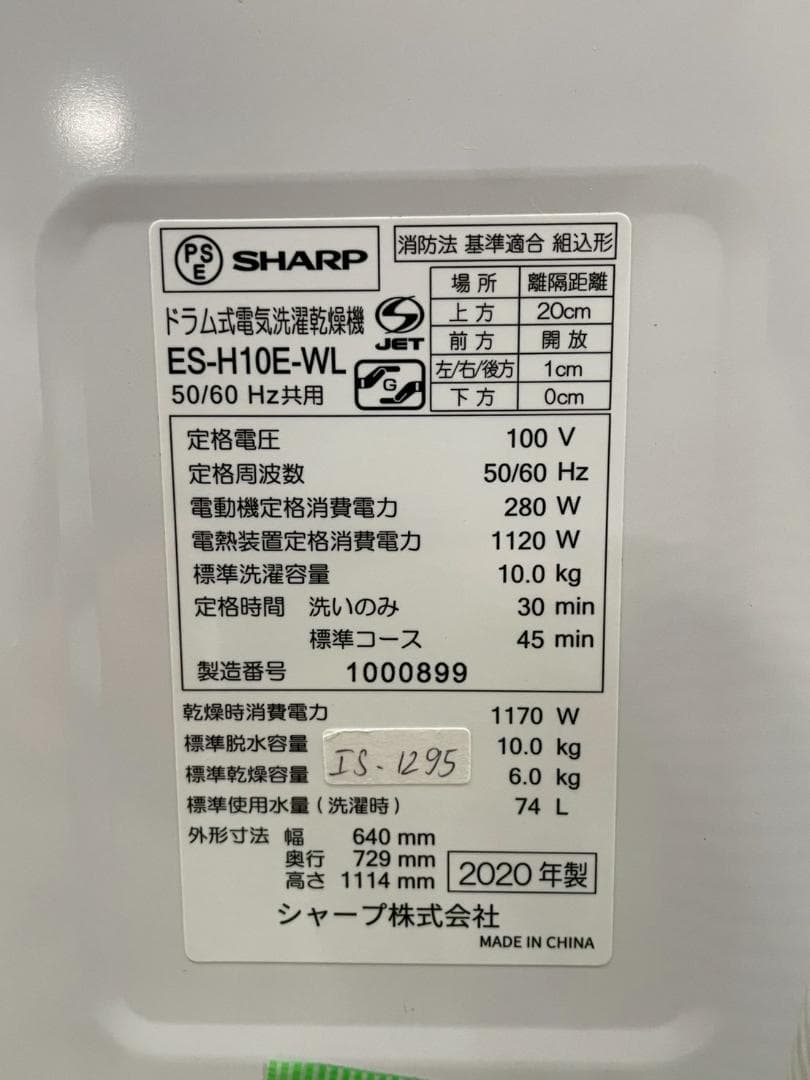 PSE SHARP
消防法 基準適合 組込形
場所 離隔距離
上方 20cm
前方 開放
左/右/後方 1cm
下方 0cm
ドラム式電気洗濯乾燥機
JET
ES-H10E-WL
50/60 Hz共用
G
定格電圧 100 V
定格周波数 50/60 Hz
電動機定格消費電力 280 W
電熱装置定格消費電力 1120 W
標準洗濯容量 10.0 kg
定格時間 洗いのみ 30 min
標準コース 45 min
製造番号 1000899
乾燥時消費電力 1170 W
標準脱水容量 10.0 kg
IS-1295
標準乾燥容量 6.0 kg
標準使用水量(洗濯時) 74 L
外形寸法 幅 640 mm
奥行 729 mm
高さ 1114 mm
2020年製
シャープ株式会社
MADE IN CHINA